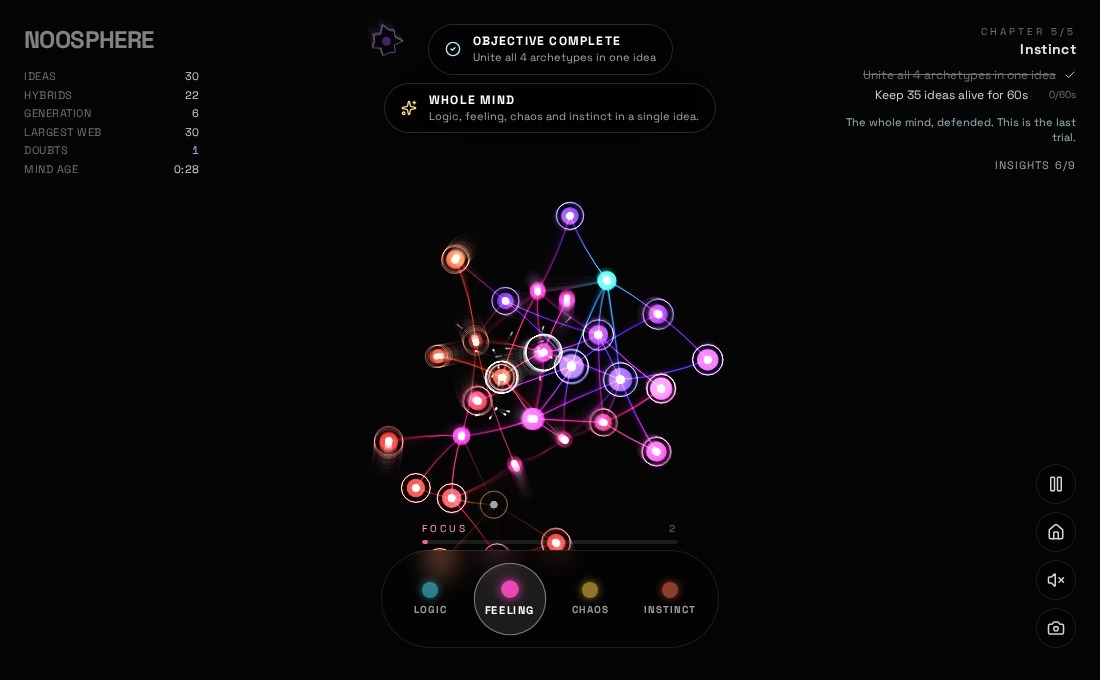 NOOSPHERE
IDEAS 30
HYBRIDS 22
GENERATION 6
LARGEST WEB 30
DOUBTS 1
MIND AGE 0:28
OBJECTIVE COMPLETE
Unite all 4 archetypes in one idea
WHOLE MIND
Logic, feeling, chaos and instinct in a single idea.
CHAPTER 5/5
Instinct
Unite all 4 archetypes in one idea
Keep 35 ideas alive for 60s 0/60s
The whole mind, defended. This is the last
trial.
INSIGHTS 6/9
FOCUS 2
LOGIC FEELING CHAOS INSTINCT